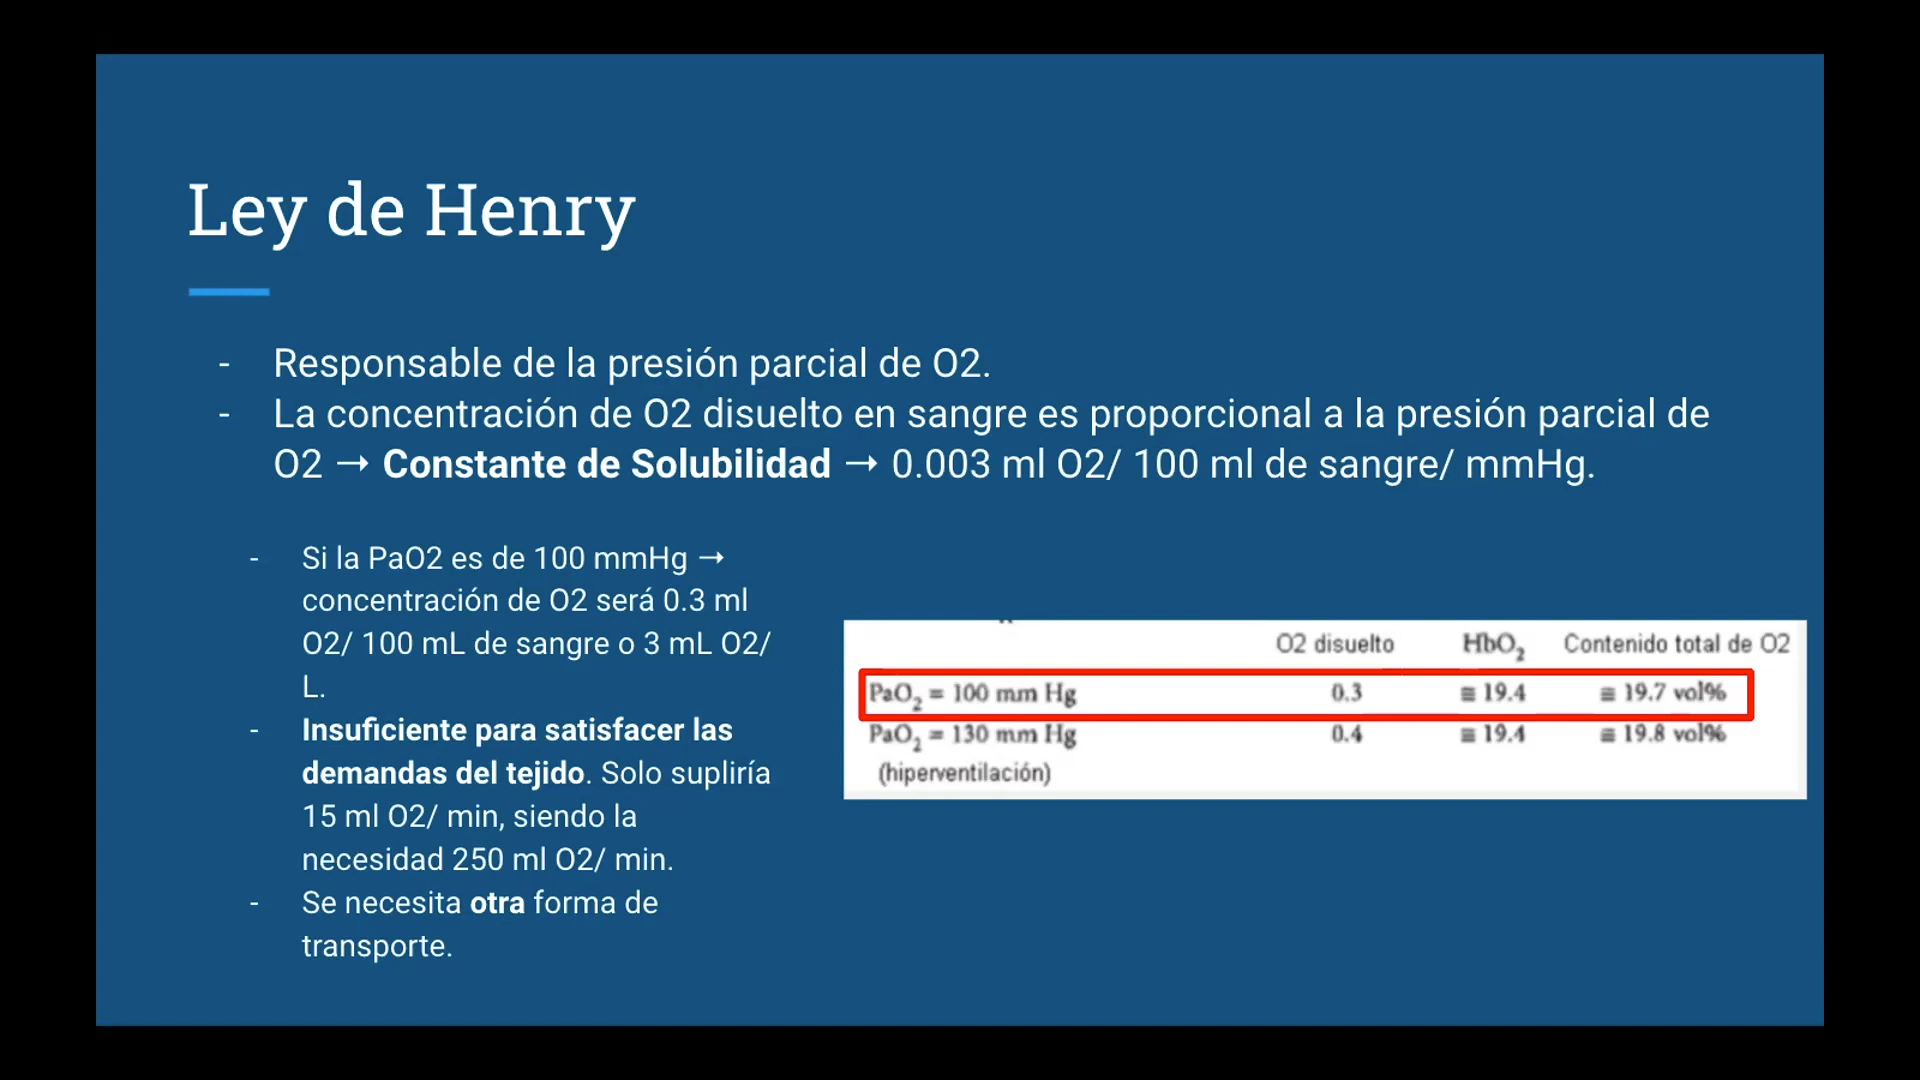 Ley de Henry
- Responsable de la presión parcial de O2.
- La concentración de O2 disuelto en sangre es proporcional a la presión parcial de
O2 → Constante de Solubilidad → 0.003 ml O2/ 100 ml de sangre/ mmHg.
- Si la PaO2 es de 100 mmHg →
concentración de O2 será 0.3 ml
O2/ 100 mL de sangre o 3 mL O2/
L.
- Insuficiente para satisfacer las
demandas del tejido. Solo supliría
15 ml O2/ min, siendo la
necesidad 250 ml O2/ min.
- Se necesita otra forma de
transporte.
O2 disuelto HbO₂ Contenido total de O2
PaO₂ = 100 mm Hg 0.3 ≅ 19.4 ≅ 19.7 vol%
PaO₂ = 130 mm Hg 0.4 ≅ 19.4 ≅ 19.8 vol%
(hiperventilación)